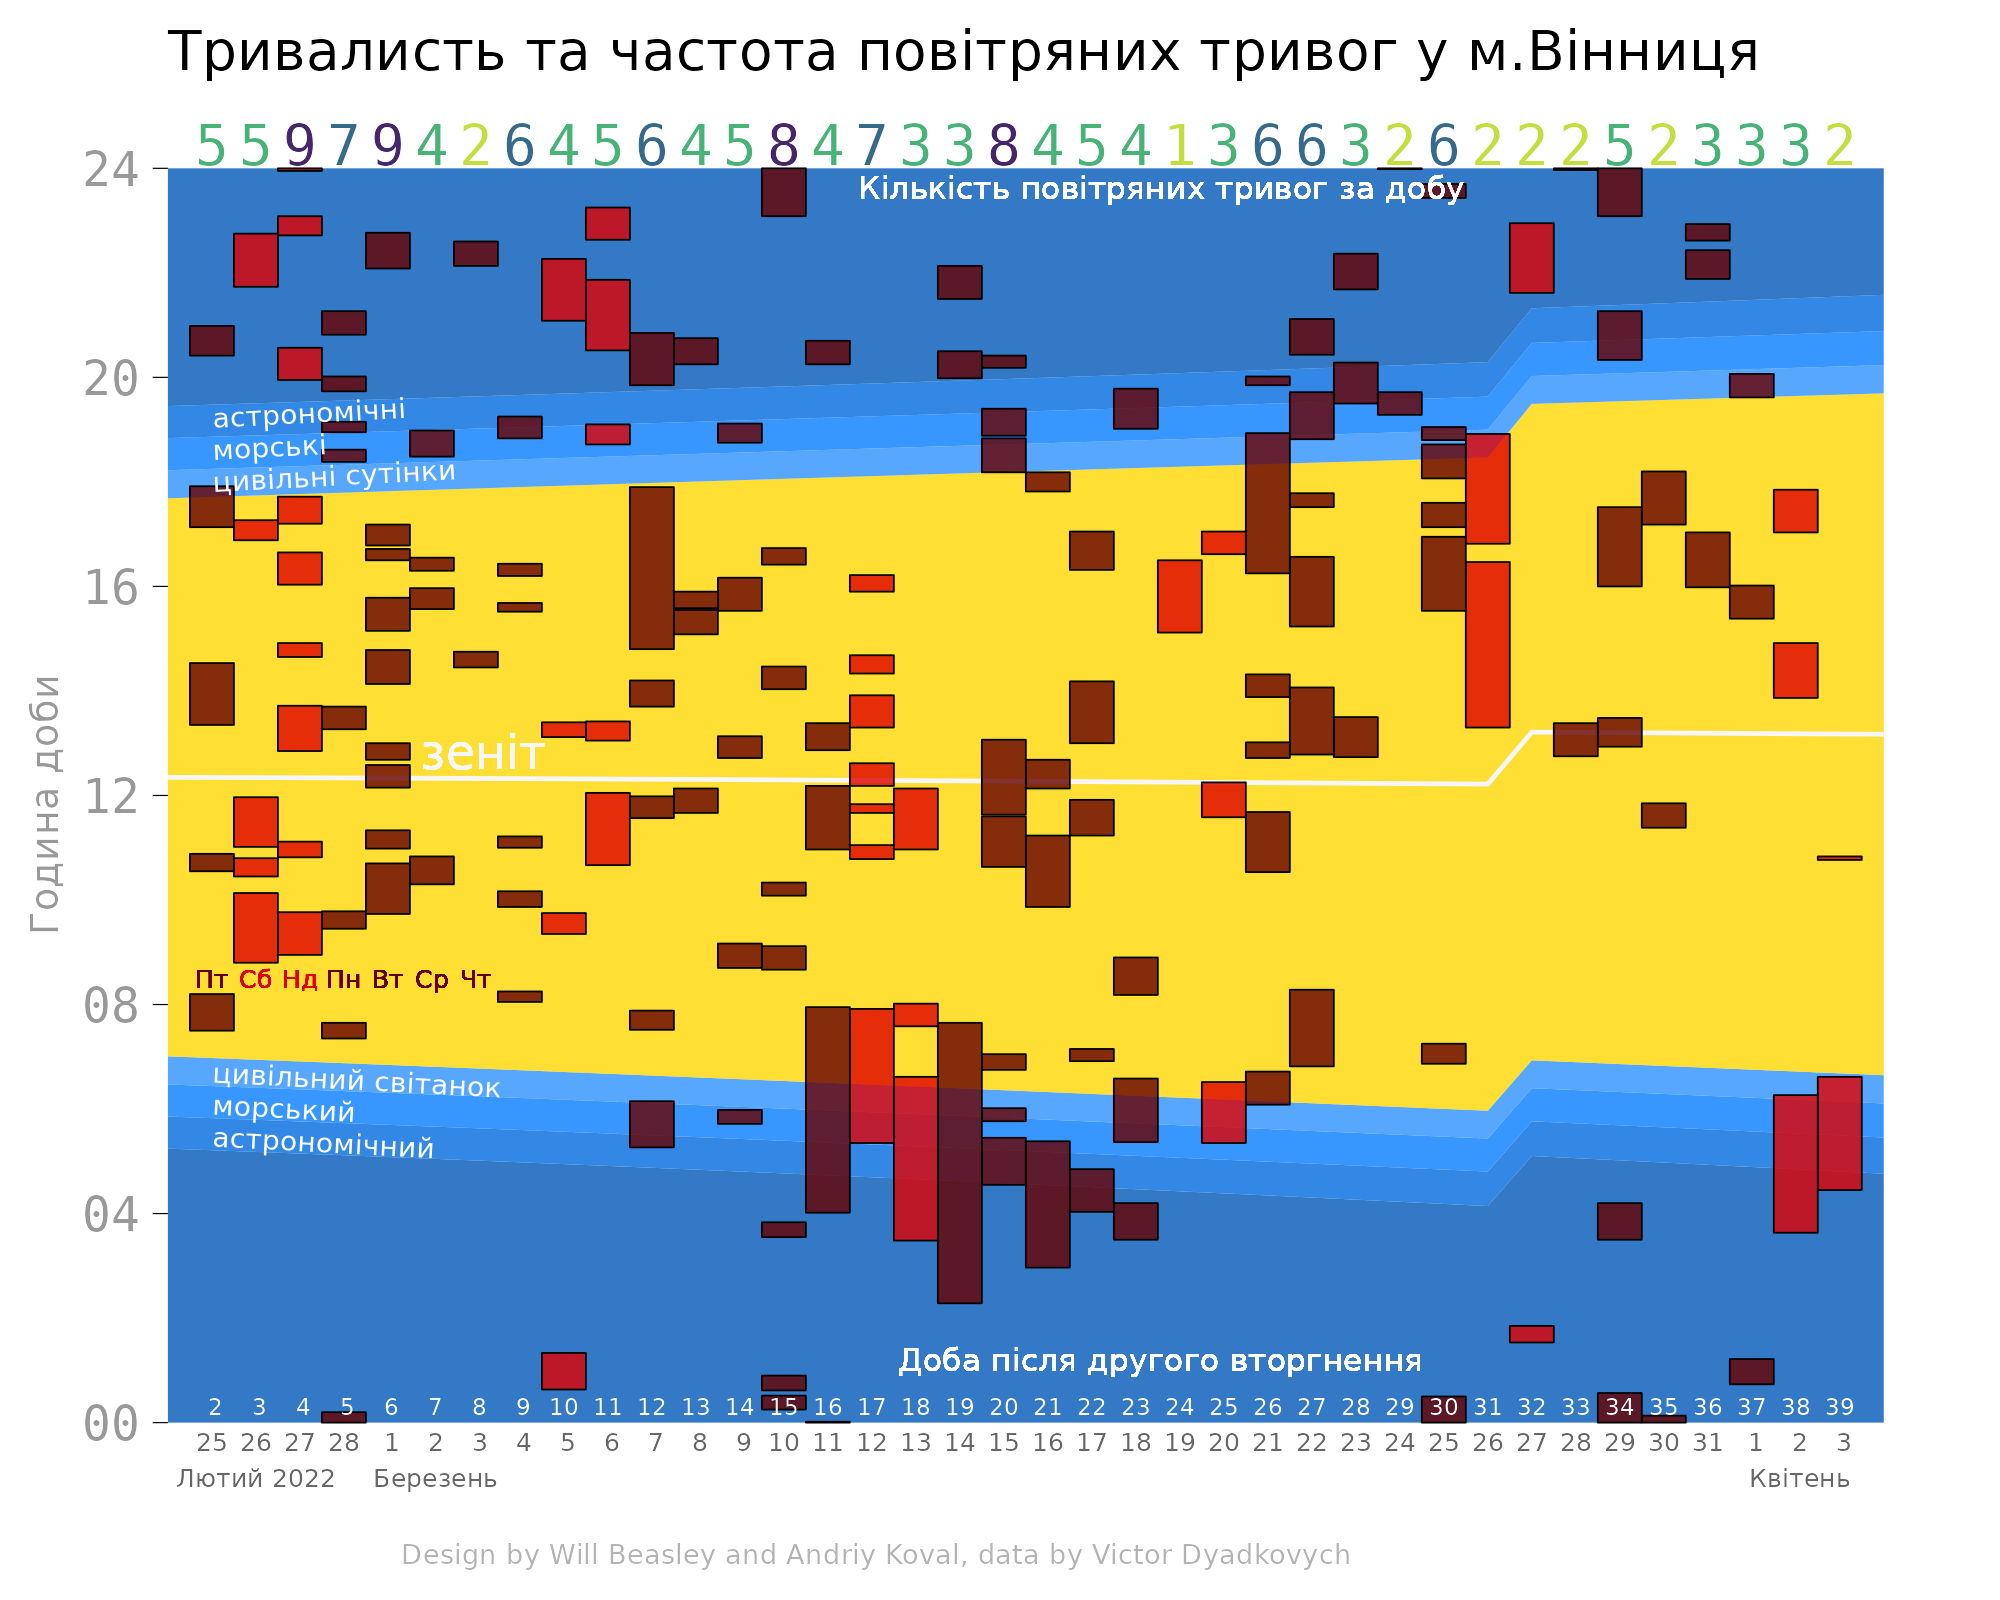 Тривалисть та частота повітряних тривог у м.Вінниця
5 5 9 7 9 4 2 6 4 5 6 4 5 8 4 7 3 3 8 4 5 4 1 3 6 6 3 2 6 2 2 2 5 2 3 3 3 2
24
Кількість повітряних тривог за добу
20
астрономічні
морські
цивільні сутінки
16
Година доби
зеніт
12
Пт Сб Нд Пн Вт Ср Чт
08
цивільний світанок
морський
астрономічний
04
Доба після другого вторгнення
2 3 4 5 6 7 8 9 10 11 12 13 14 15 16 17 18 19 20 21 22 23 24 25 26 27 28 29 30 31 32 33 34 35 36 37 38 39
00
25 26 27 28 1 2 3 4 5 6 7 8 9 10 11 12 13 14 15 16 17 18 19 20 21 22 23 24 25 26 27 28 29 30 31 1 2 3
Лютий 2022 Березень Квітень
Design by Will Beasley and Andriy Koval, data by Victor Dyadkovych